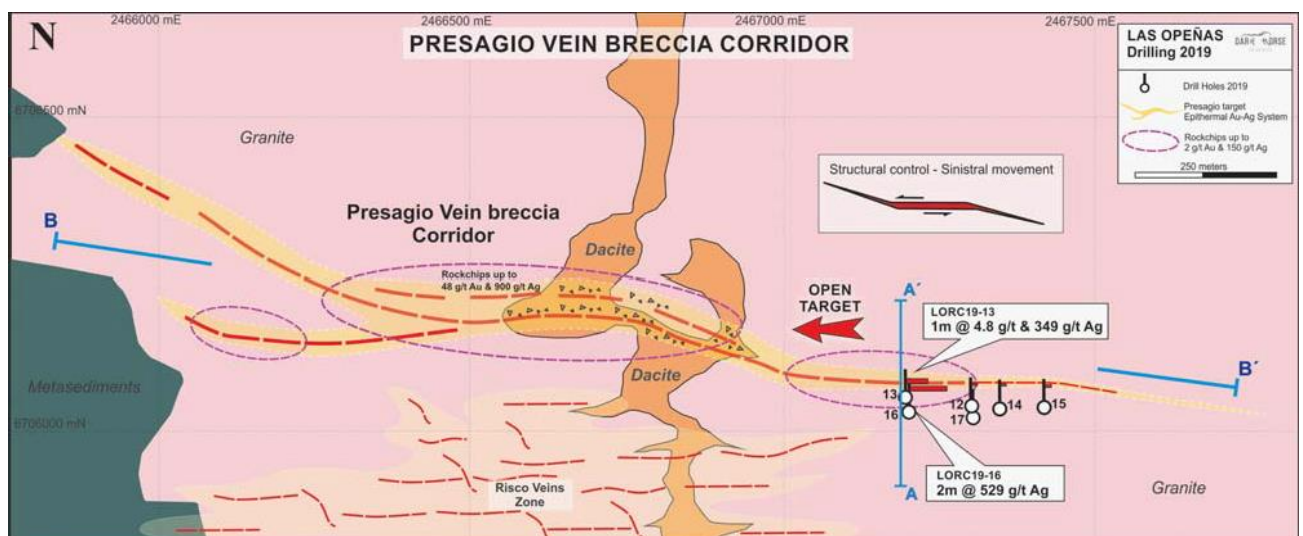 2466000 mE
2466500 mE
2467000 mE
2467500 mE
N
PRESAGIO VEIN BRECCIA CORRIDOR
LAS OPEÑAS
Drilling 2019
Drill Holes 2019
Presagio target
Epithermal Au-Ag System
Rockchips up to
2 g/t Au & 150 g/t Ag
250 meters
6706500 mN
Granite
Structural control - Sinistral movement
Presagio Vein breccia
Corridor
B
Dacite
Rockchips up to
48 g/t Au & 900 g/t Ag
OPEN
TARGET
A´
LORC19-13
1m @ 4.8 g/t & 349 g/t Ag
B´
Metasediments
Dacite
13
16
12
17
14
15
6706000 mN
LORC19-16
2m @ 529 g/t Ag
A
Risco Veins
Zone
Granite